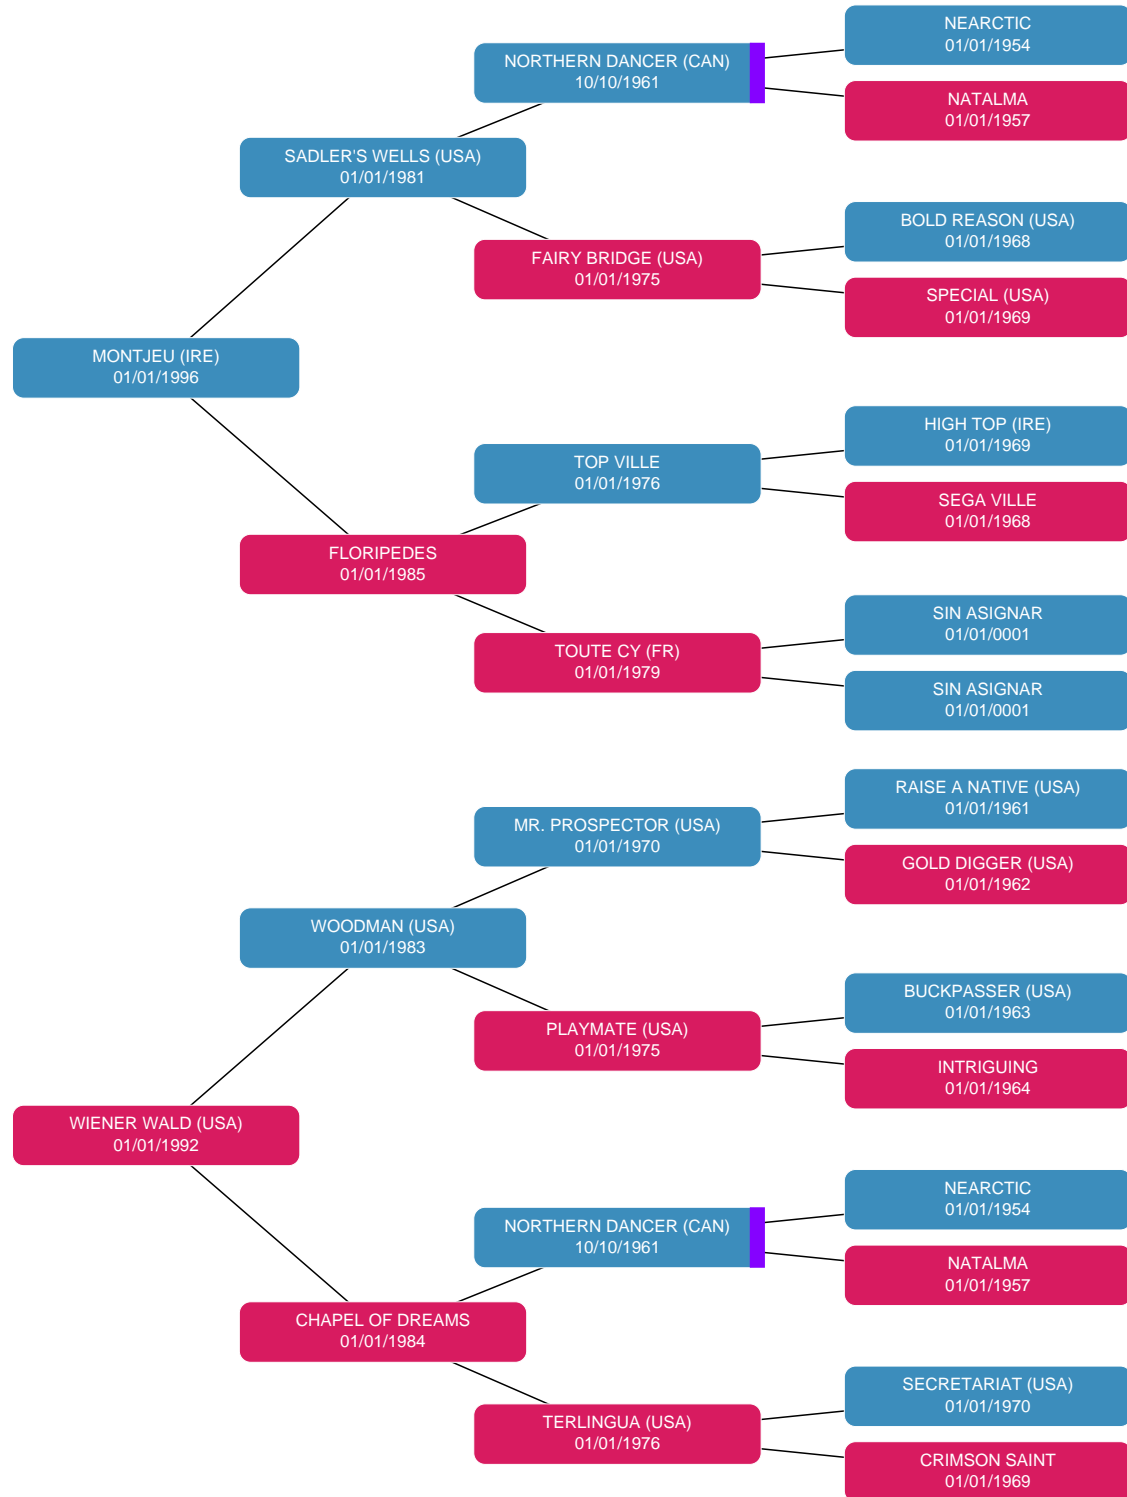 NEARCTIC
01/01/1954
NORTHERN DANCER (CAN)
10/10/1961
NATALMA
01/01/1957
SADLER'S WELLS (USA)
01/01/1981
BOLD REASON (USA)
01/01/1968
FAIRY BRIDGE (USA)
01/01/1975
SPECIAL (USA)
01/01/1969
MONTJEU (IRE)
01/01/1996
HIGH TOP (IRE)
01/01/1969
TOP VILLE
01/01/1976
SEGA VILLE
01/01/1968
FLORIPEDES
01/01/1985
SIN ASIGNAR
01/01/0001
TOUTE CY (FR)
01/01/1979
SIN ASIGNAR
01/01/0001
RAISE A NATIVE (USA)
01/01/1961
MR. PROSPECTOR (USA)
01/01/1970
GOLD DIGGER (USA)
01/01/1962
WOODMAN (USA)
01/01/1983
BUCKPASSER (USA)
01/01/1963
PLAYMATE (USA)
01/01/1975
INTRIGUING
01/01/1964
WIENER WALD (USA)
01/01/1992
NEARCTIC
01/01/1954
NORTHERN DANCER (CAN)
10/10/1961
NATALMA
01/01/1957
CHAPEL OF DREAMS
01/01/1984
SECRETARIAT (USA)
01/01/1970
TERLINGUA (USA)
01/01/1976
CRIMSON SAINT
01/01/1969